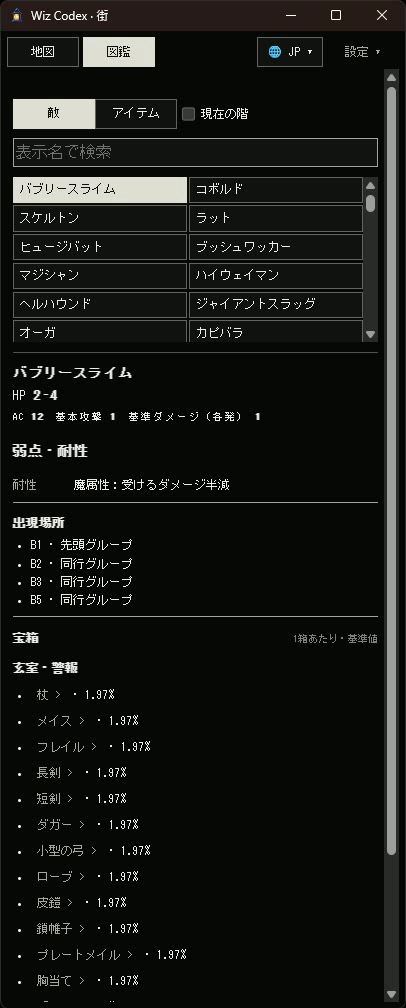 Wiz Codex · 街
地図 図鑑 JP ▾ 設定 ▾
敵 アイテム 現在の階
表示名で検索
バブリースライム コボルド
スケルトン ラット
ヒュージバット ブッシュワッカー
マジシャン ハイウェイマン
ヘルハウンド ジャイアントスラッグ
オーガ カピバラ
バブリースライム
HP 2-4
AC 12 基本攻撃 1 基準ダメージ（各発） 1
弱点・耐性
耐性 魔属性：受けるダメージ半減
出現場所
• B1 · 先頭グループ
• B2 · 同行グループ
• B3 · 同行グループ
• B5 · 同行グループ
宝箱 1箱あたり・基準値
玄室・警報
• 杖 > · 1.97%
• メイス > · 1.97%
• フレイル > · 1.97%
• 長剣 > · 1.97%
• 短剣 > · 1.97%
• ダガー > · 1.97%
• 小型の弓 > · 1.97%
• ローブ > · 1.97%
• 皮鎧 > · 1.97%
• 鎖帷子 > · 1.97%
• プレートメイル > · 1.97%
• 胸当て > · 1.97%